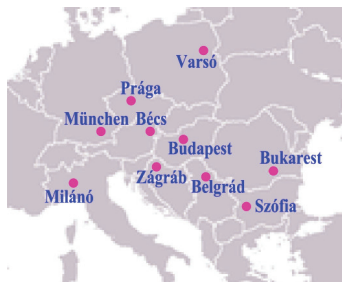 Varsó
Prága
München
Bécs
Budapest
Bukarest
Zágráb
Belgrád
Milánó
Szófia